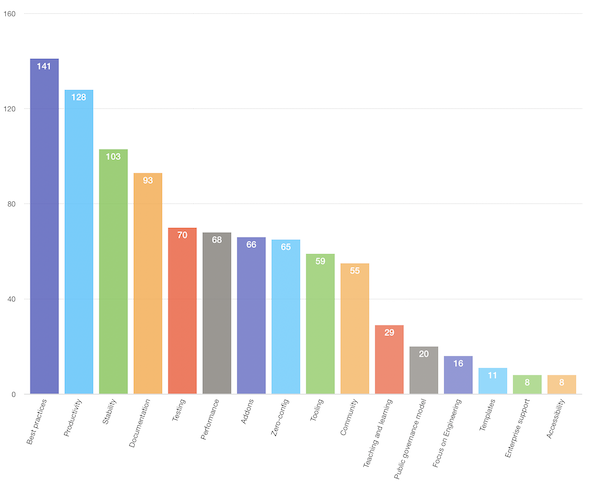 160
120
80
40
0
141
128
103
93
70
68
66
65
59
55
29
20
16
11
8
8
Best practices
Productivity
Stability
Documentation
Testing
Performance
Addons
Zero-config
Tooling
Community
Teaching and learning
Public governance model
Focus on Engineering
Templates
Enterprise support
Accessibility